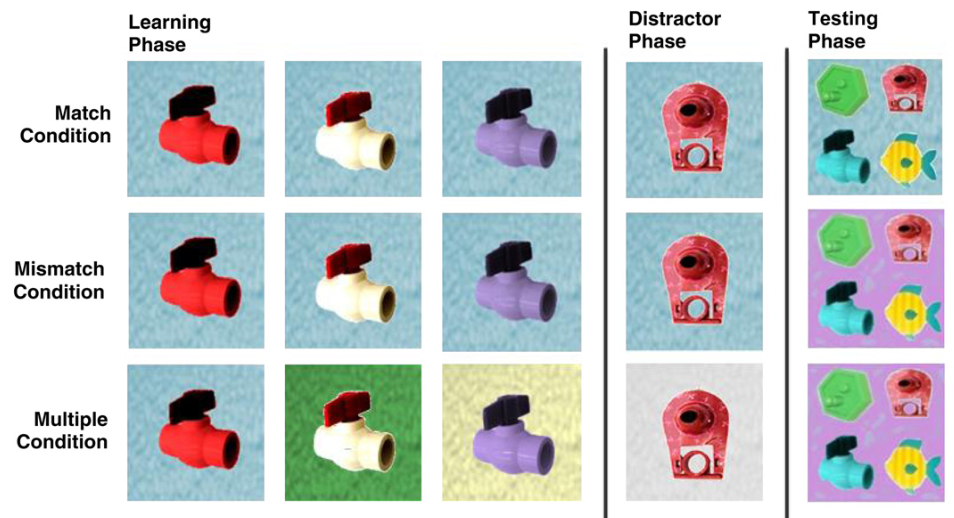 Learning
Phase
Distractor
Phase
Testing
Phase
Match
Condition
Mismatch
Condition
Multiple
Condition